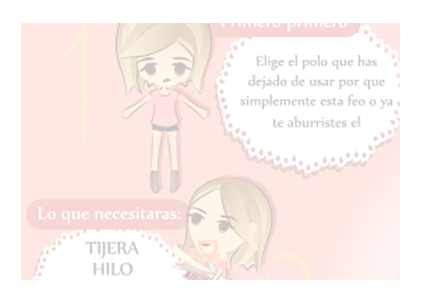 1 Primero primero
Elige el polo que has
dejado de usar por que
simplemente esta feo o ya
te aburristes el
Lo que necesitaras:
TIJERA
HILO